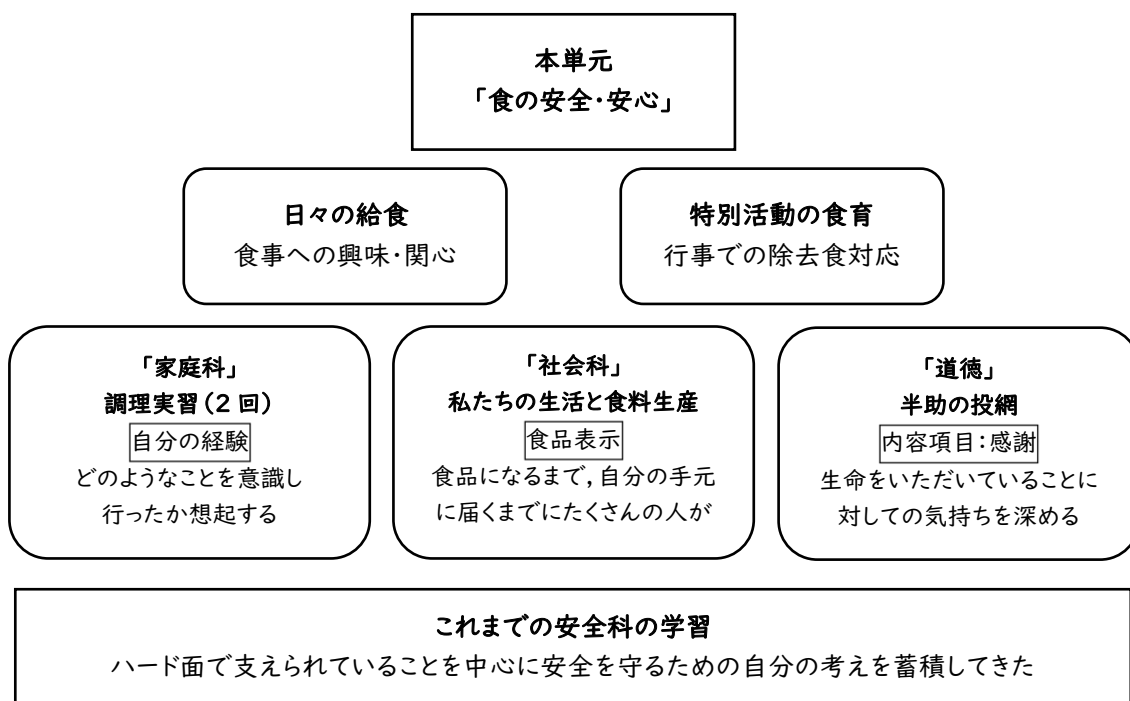 本単元
「食の安全・安心」
日々の給食
食事への興味・関心
特別活動の食育
行事での除去食対応
「家庭科」
調理実習(2回)
自分の経験
どのようなことを意識し
行ったか想起する
「社会科」
私たちの生活と食料生産
食品表示
食品になるまで,自分の手元
に届くまでにたくさんの人が
「道徳」
半助の投網
内容項目:感謝
生命をいただいていることに
対しての気持ちを深める
これまでの安全科の学習
ハード面で支えられていることを中心に安全を守るための自分の考えを蓄積してきた